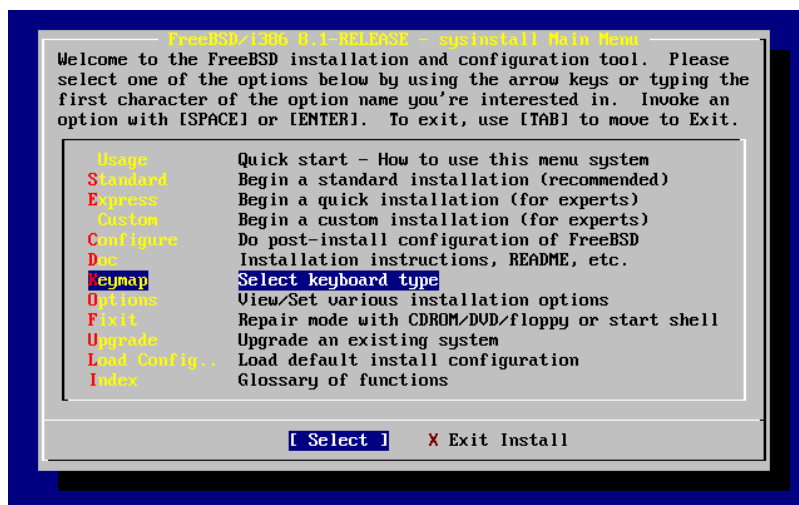 FreeBSD/i386 8.1-RELEASE - sysinstall Main Menu
Welcome to the FreeBSD installation and configuration tool.  Please
select one of the options below by using the arrow keys or typing the
first character of the option name you're interested in.  Invoke an
option with [SPACE] or [ENTER].  To exit, use [TAB] to move to Exit.
Usage Quick start - How to use this menu system
Standard Begin a standard installation (recommended)
Express Begin a quick installation (for experts)
Custom Begin a custom installation (for experts)
Configure Do post-install configuration of FreeBSD
Doc Installation instructions, README, etc.
Keymap Select keyboard type
Options View/Set various installation options
Fixit Repair mode with CDROM/DVD/floppy or start shell
Upgrade Upgrade an existing system
Load Config.. Load default install configuration
Index Glossary of functions
[ Select ] X Exit Install